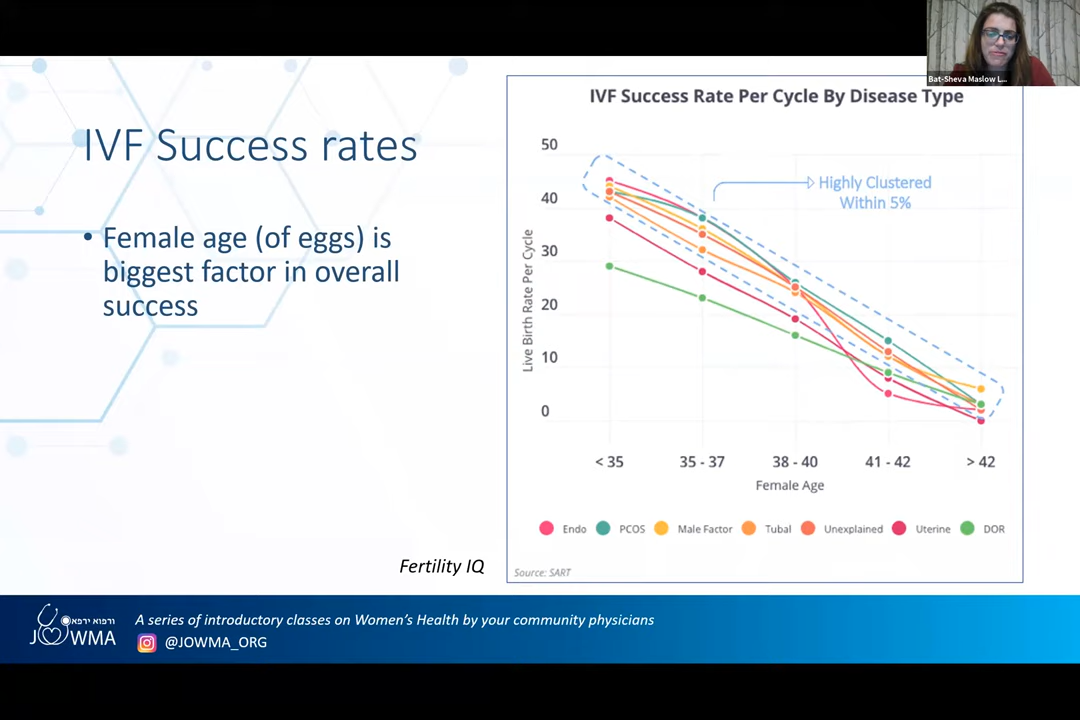 Bat-Sheva Maslow L...
IVF Success rates
• Female age (of eggs) is
biggest factor in overall
success
Fertility IQ
IVF Success Rate Per Cycle By Disease Type
Highly Clustered
Within 5%
Live Birth Rate Per Cycle
50
40
30
20
10
0
< 35 35 - 37 38 - 40 41 - 42 > 42
Female Age
Endo PCOS Male Factor Tubal Unexplained Uterine DOR
Source: SART
ורפוא ירפא
JOWMA
A series of introductory classes on Women's Health by your community physicians
@JOWMA_ORG